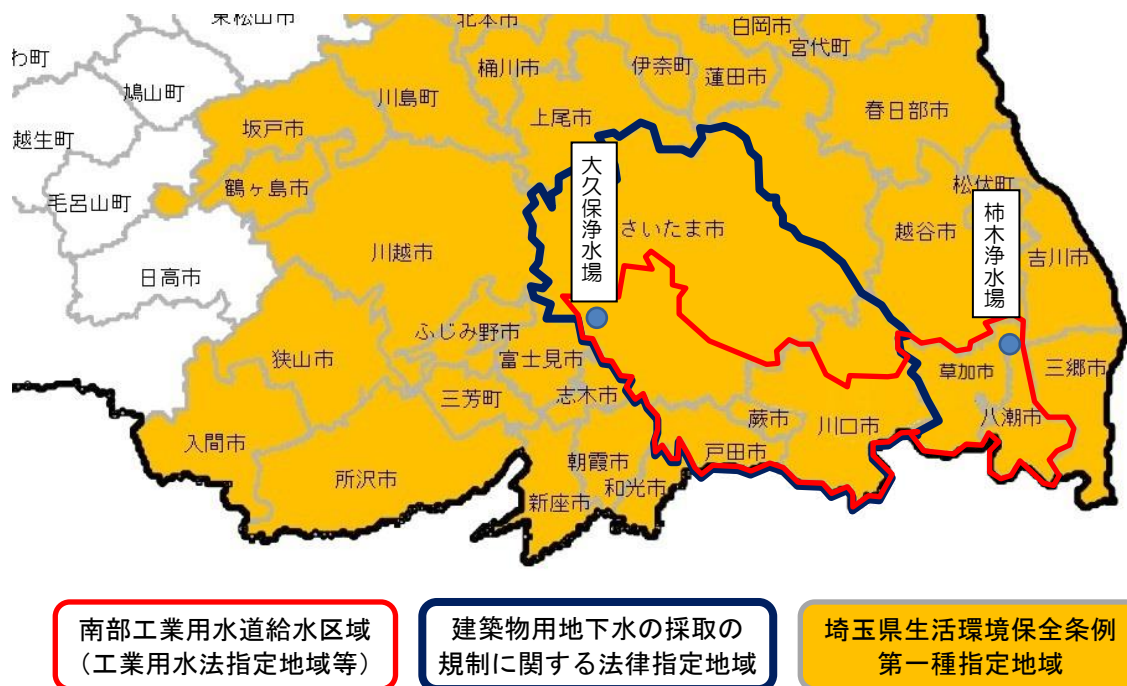 東松山市
北本市
白岡市
宮代町
わ町
鳩山町
桶川市
伊奈町
蓮田市
川島町
春日部市
坂戸市
上尾市
越生町
鶴ヶ島市
毛呂山町
大久保浄水場
松伏町
柿木浄水場
さいたま市
越谷市
吉川市
川越市
日高市
ふじみ野市
狭山市
富士見市
草加市
三郷市
三芳町
志木市
蕨市
川口市
八潮市
入間市
戸田市
所沢市
朝霞市
和光市
新座市
南部工業用水道給水区域
(工業用水法指定地域等)
建築物用地下水の採取の
規制に関する法律指定地域
埼玉県生活環境保全条例
第一種指定地域